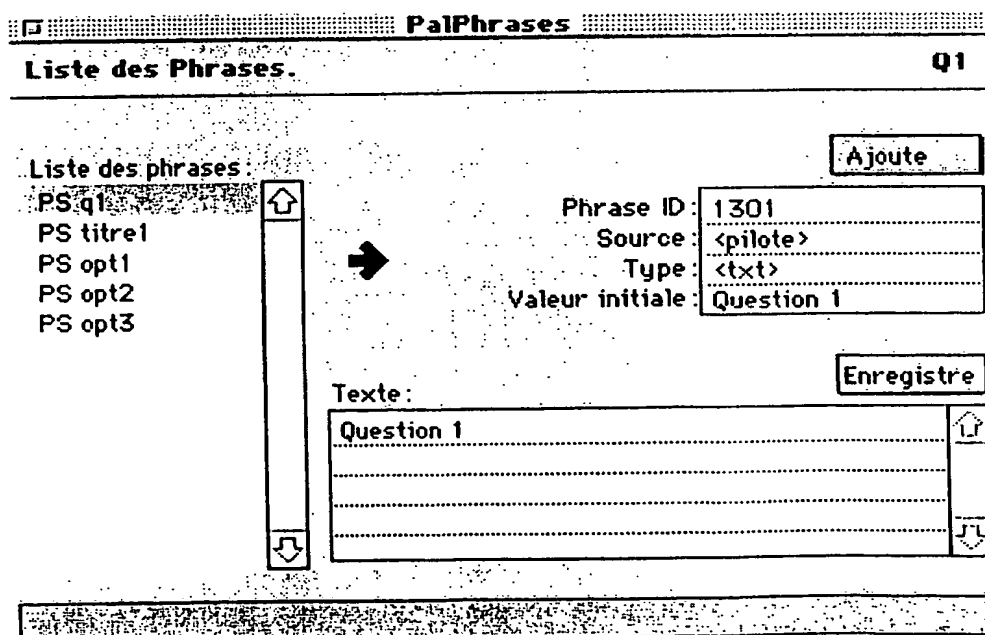 PalPhrases
Liste des Phrases.
Q1
Liste des phrases :
PS q1
PS titre1
PS opt1
PS opt2
PS opt3
Ajoute
Phrase ID : 1301
Source : <pilote>
Type : <txt>
Valeur initiale : Question 1
Enregistre
Texte :
Question 1